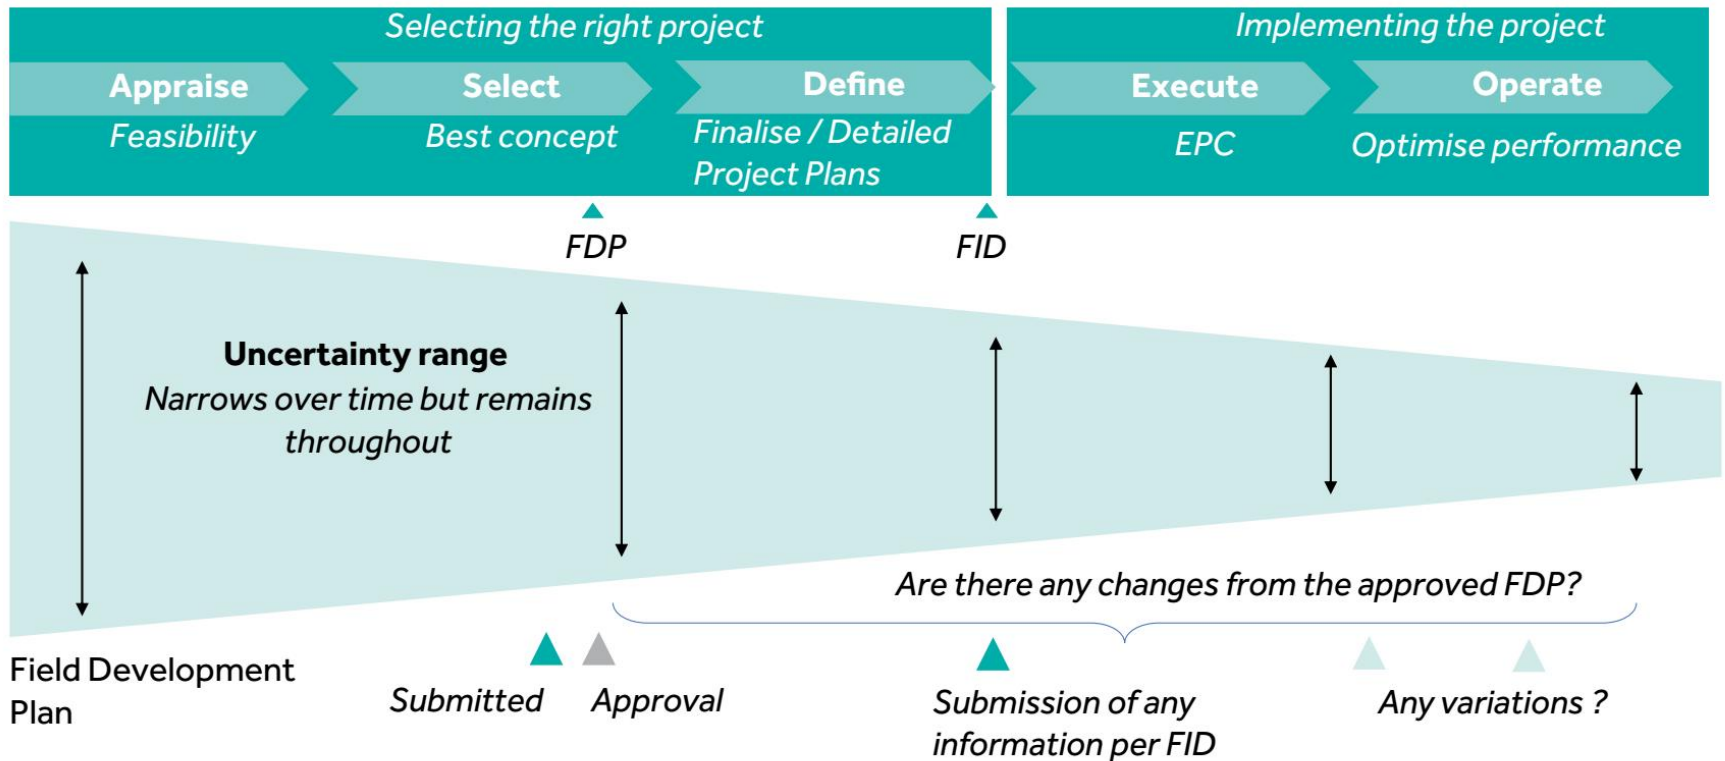 Selecting the right project
Implementing the project
Appraise
Select
Define
Execute
Operate
Feasibility
Best concept
Finalise / Detailed
Project Plans
EPC
Optimise performance
FDP
FID
Uncertainty range
Narrows over time but remains
throughout
Are there any changes from the approved FDP?
Field Development
Plan
Submitted
Approval
Submission of any
information per FID
Any variations ?